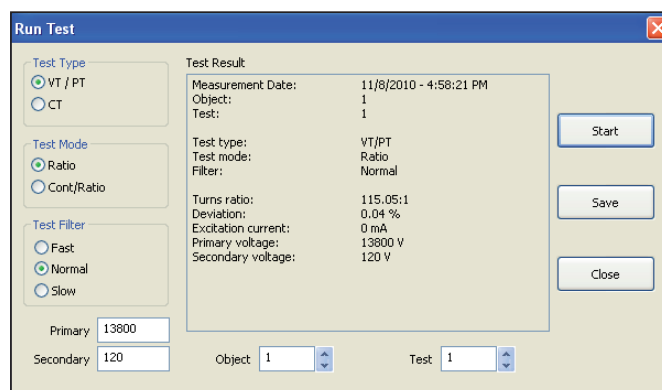 Run Test
Test Type
VT / PT
CT
Test Mode
Ratio
Cont/Ratio
Test Filter
Fast
Normal
Slow
Primary 13800
Secondary 120
Test Result
Measurement Date: 11/8/2010 - 4:58:21 PM
Object: 1
Test: 1
Test type: VT/PT
Test mode: Ratio
Filter: Normal
Turns ratio: 115.05:1
Deviation: 0.04 %
Excitation current: 0 mA
Primary voltage: 13800 V
Secondary voltage: 120 V
Object 1
Test 1
Start
Save
Close